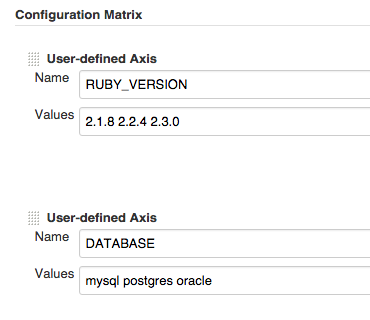 Configuration Matrix
User-defined Axis
Name RUBY_VERSION
Values 2.1.8 2.2.4 2.3.0
User-defined Axis
Name DATABASE
Values mysql postgres oracle